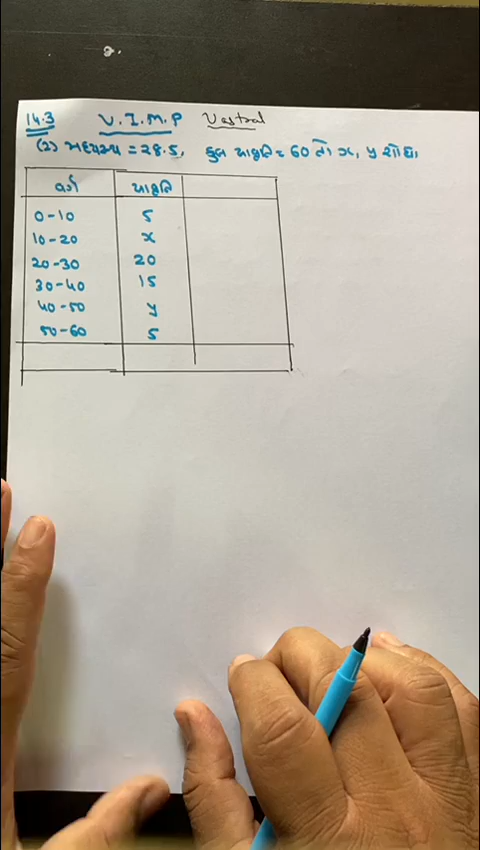 14.3 V.I.M.P Vastral
(2) મધ્યસ્થ = 28.5, કુલ આવૃત્તિ = 60 તો x, y શોધો.
વર્ગ આવૃત્તિ
0-10 5
10-20 x
20-30 20
30-40 15
40-50 y
50-60 5